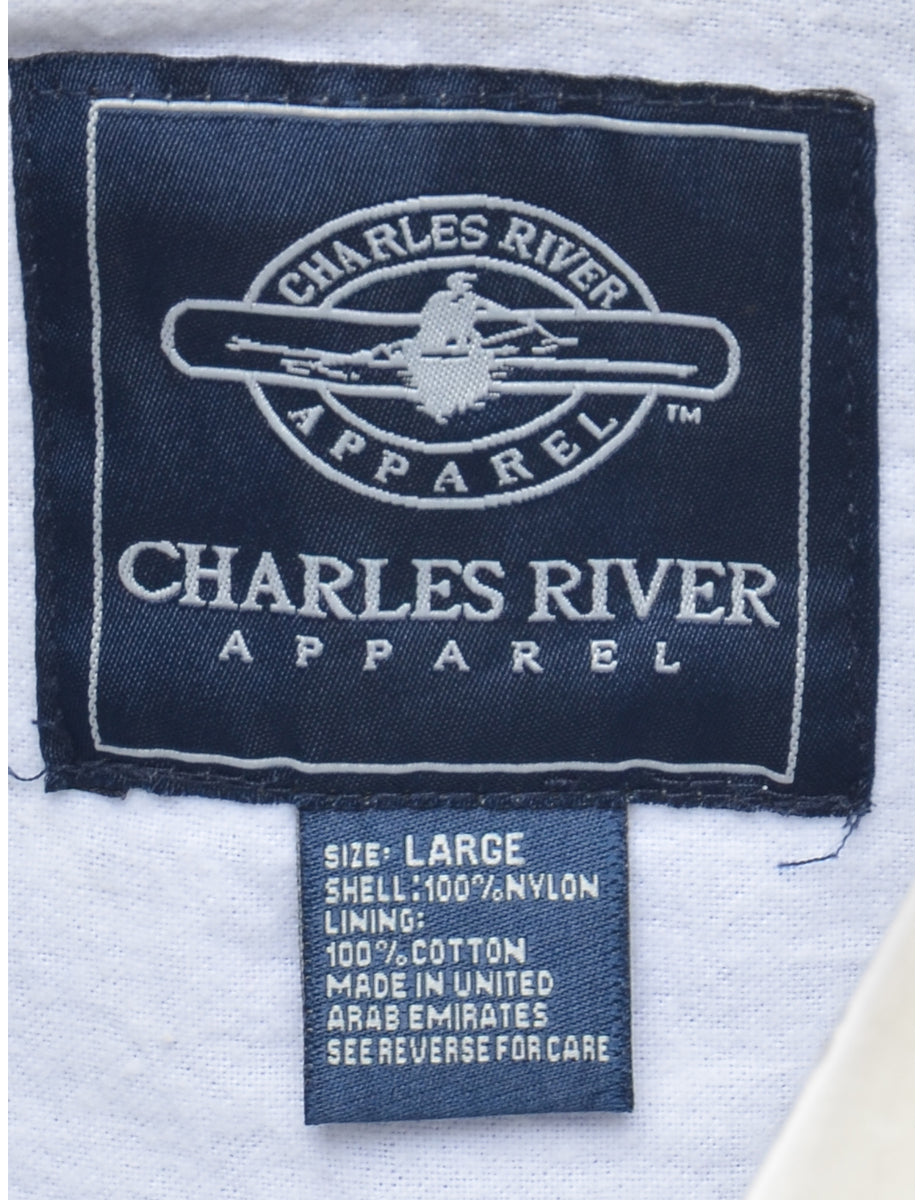 CHARLES RIVER
APPAREL
TM
CHARLES RIVER
APPAREL
SIZE: LARGE
SHELL:100%NYLON
LINING:
100%COTTON
MADE IN UNITED
ARAB EMIRATES
SEE REVERSE FOR CARE